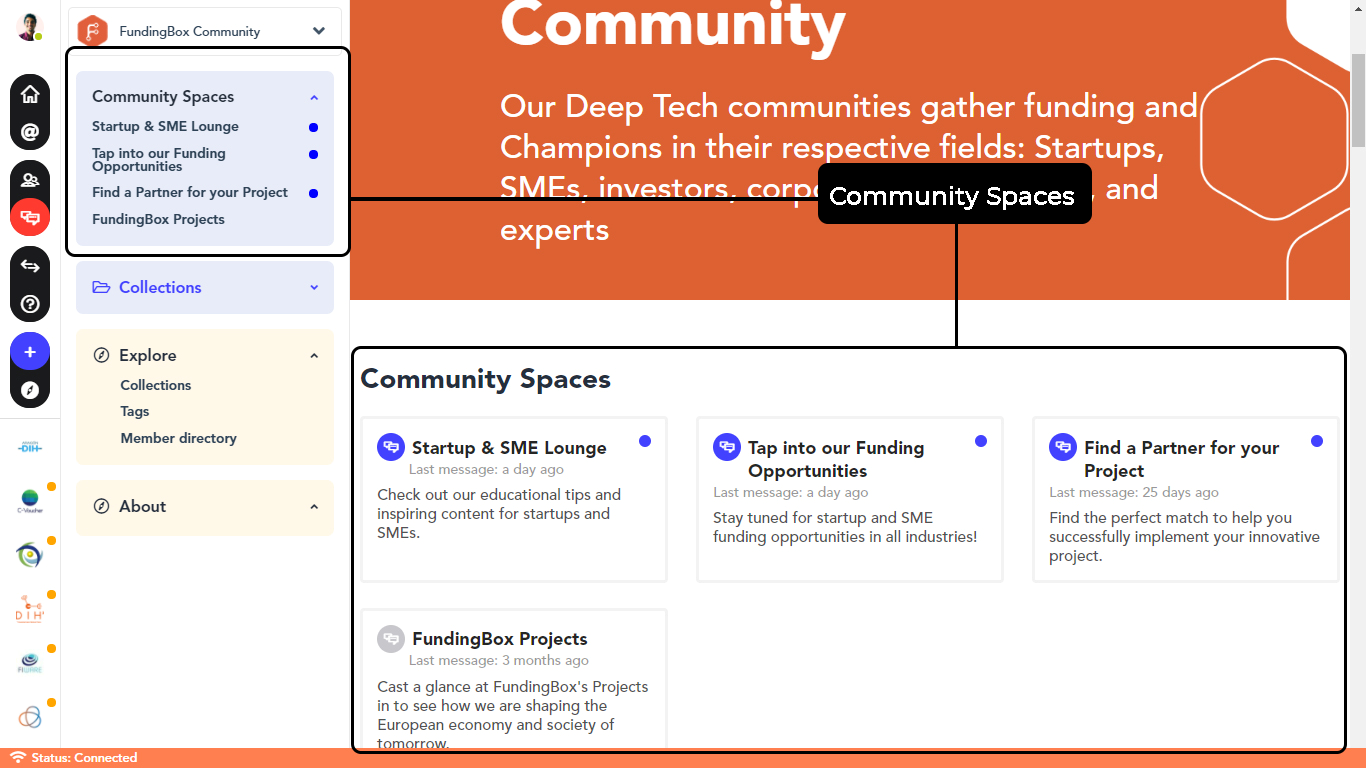 FundingBox Community
Community Spaces
Startup & SME Lounge
Tap into our Funding
Opportunities
Find a Partner for your Project
FundingBox Projects
Collections
Explore
Collections
Tags
Member directory
About
DIH
C-Voucher
DIH²
Status: Connected
Community
Our Deep Tech communities gather funding and
Champions in their respective fields: Startups,
SMEs, investors, and
experts
Community Spaces
Community Spaces
Startup & SME Lounge
Last message: a day ago
Check out our educational tips and
inspiring content for startups and
SMEs.
Tap into our Funding
Opportunities
Last message: a day ago
Stay tuned for startup and SME
funding opportunities in all industries!
Find a Partner for your
Project
Last message: 25 days ago
Find the perfect match to help you
successfully implement your innovative
project.
FundingBox Projects
Last message: 3 months ago
Cast a glance at FundingBox's Projects
in to see how we are shaping the
European economy and society of
tomorrow.